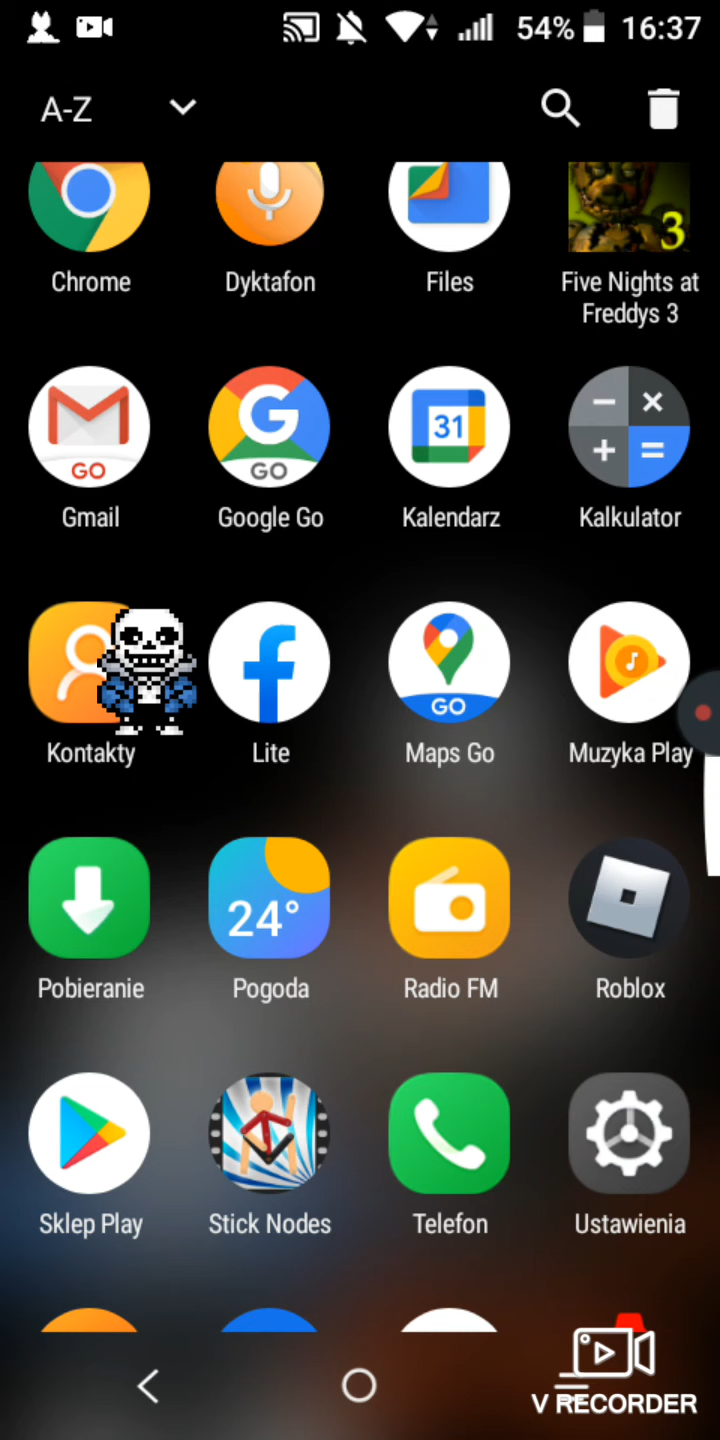 54% 16:37
A-Z
3
Chrome Dyktafon Files Five Nights at
Freddys 3
GO G GO 31
Gmail Google Go Kalendarz Kalkulator
GO
Kontakty Lite Maps Go Muzyka Play
24°
Pobieranie Pogoda Radio FM Roblox
Sklep Play Stick Nodes Telefon Ustawienia
V RECORDER